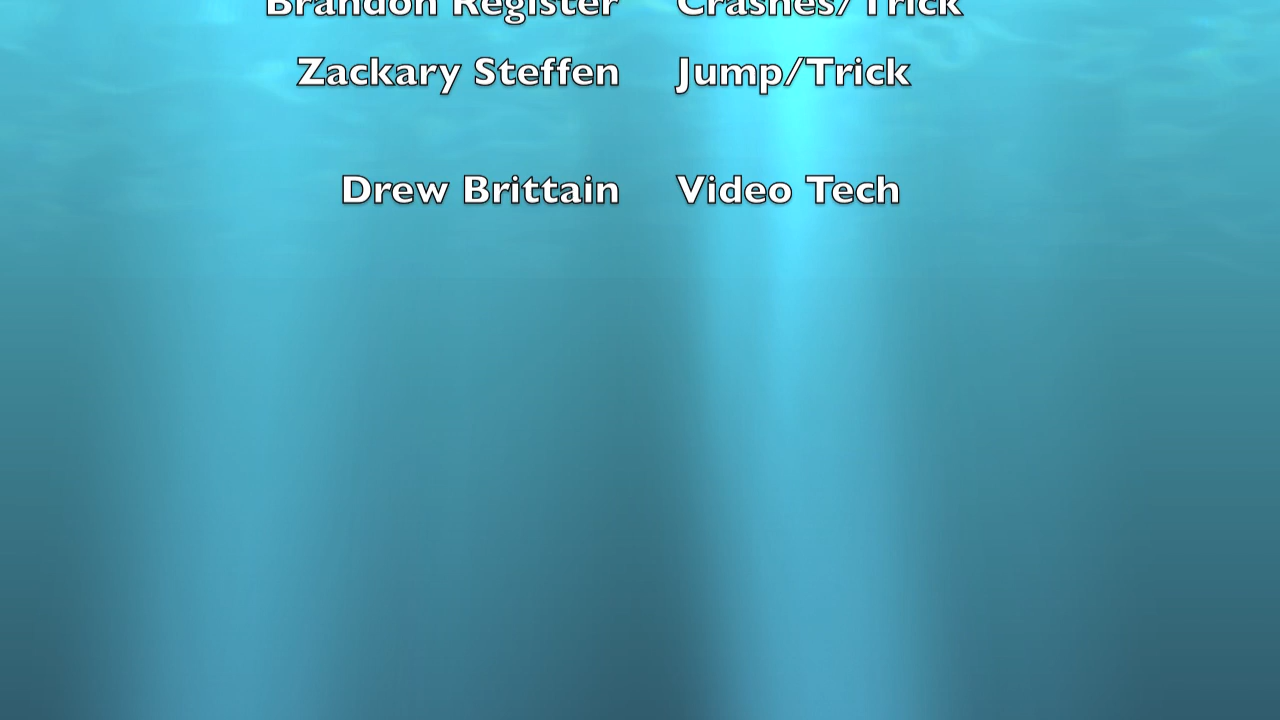 Brandon Register Crashes/Trick
Zackary Steffen Jump/Trick
Drew Brittain Video Tech